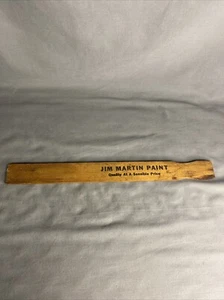 JIM MARTIN PAINT
Quality At A Sensible Price